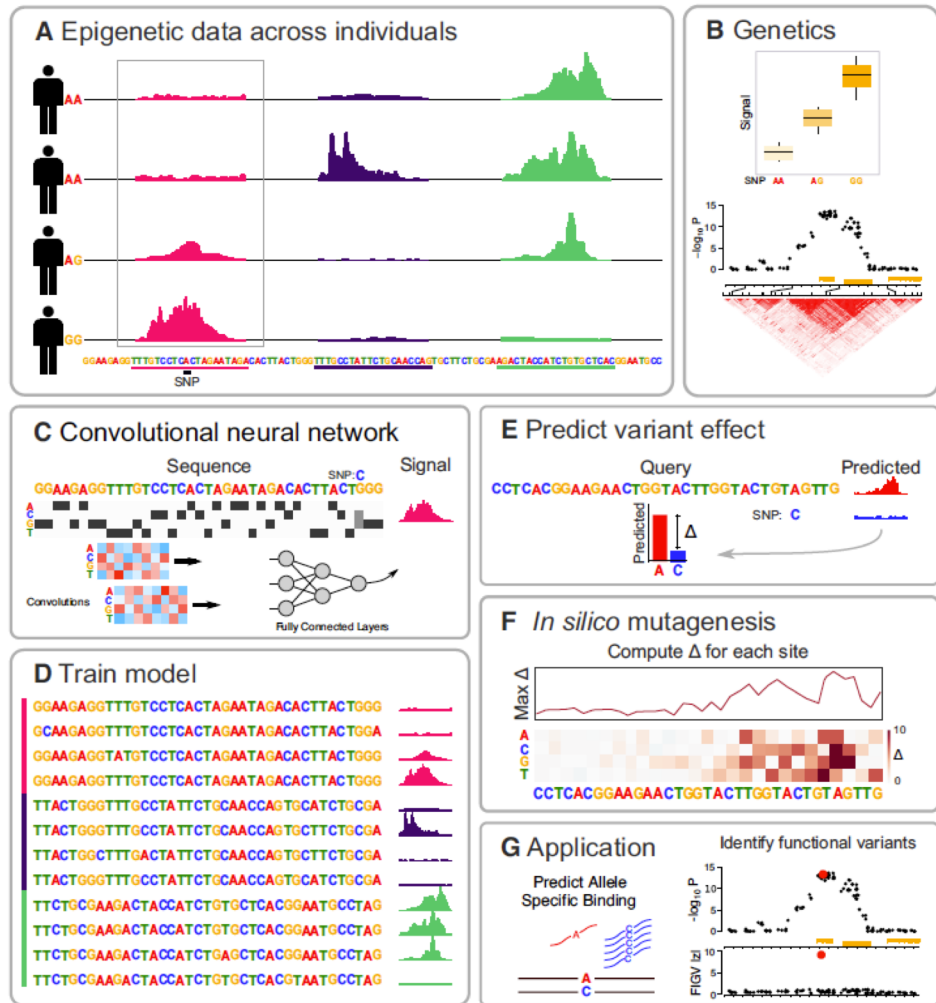 A Epigenetic data across individuals
AA
AA
AG
GG
GGAAGAGGTTTGTCCTCACTAGAATAGACACTTACTGGGTTTGCCTATTCTGCAACCAGTGCTTCTGCGAAGACTACCATCTGTGCTCACGGAATGCC
SNP
B Genetics
Signal
SNP AA AG GG
-log10 P
15
10
5
0
C Convolutional neural network
Sequence
Signal
SNP: C
GGAAGAGGTTTGTCCTCACTAGAATAGACACTTACTGGG
A
C
G
T
A
C
G
T
Convolutions
A
C
G
T
Fully Connected Layers
D Train model
GGAAGAGGTTTGTCCTCACTAGAATAGACACTTACTGGG
GCAAGAGGTTTGTCCTCACTAGAATAGACACTTACTGGA
GGAAGAGGTATGTCCTCACTAGAATAGACACTTACTGGG
GGAAGAGGTTTGTCCTCACTAGAATAGACACTTACTGGG
TTACTGGGTTTGCCTATTCTGCAACCAGTGCATCTGCGA
TTACTGGGTTTGCCTATTCTGCAACCAGTGCTTCTGCGA
TTACTGGCTTTGACTATTCTGCAACCAGTGCTTCTGCGA
TTACTGGGTTTGCCTATTCTGCAACCAGTGCATCTGCGA
TTCTGCGAAGACTACCATCTGTGCTCACGGAATGCCTAG
TTCTGCGAAGACTACCATCTGTGCTCACGGAATGCCTAG
TTCTGCGAAGACTACCATCTGAGCTCACGGAATGCCTAG
TTCTGCGAAGACTACCATCTGTGCTCACGTAATGCCTAG
E Predict variant effect
Query
Predicted
CCTCACGGAAGAACTGGTACTTGGTACTGTAGTTG
SNP: C
Predicted
Δ
A C
F In silico mutagenesis
Compute Δ for each site
Max Δ
A
C
G
T
10
Δ
0
CCTCACGGAAGAACTGGTACTTGGTACTGTAGTTG
G Application
Predict Allele
Specific Binding
A
C
C
C
C
C
A
C
Identify functional variants
-log10 P
15
10
5
0
FIGV |z|
10
5
0